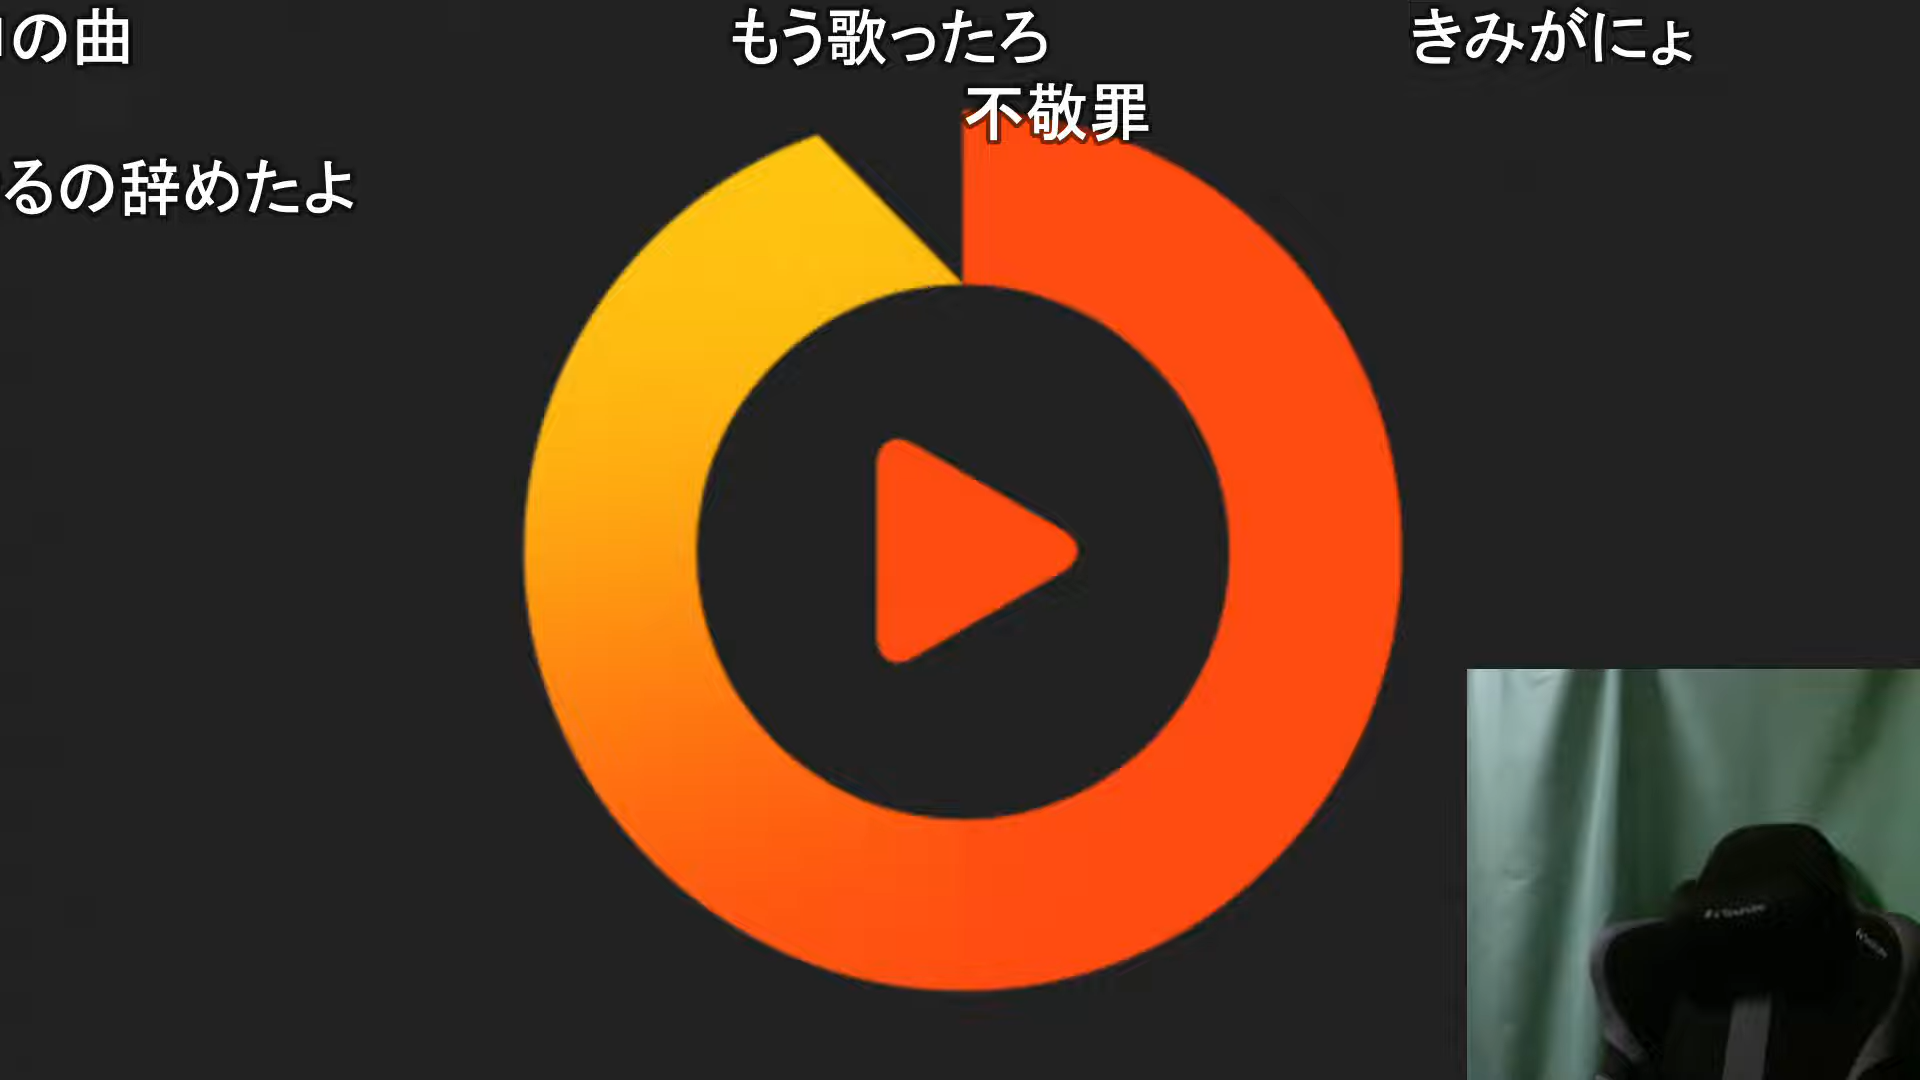 の曲
もう歌ったろ
きみがにょ
不敬罪
るの辞めたよ